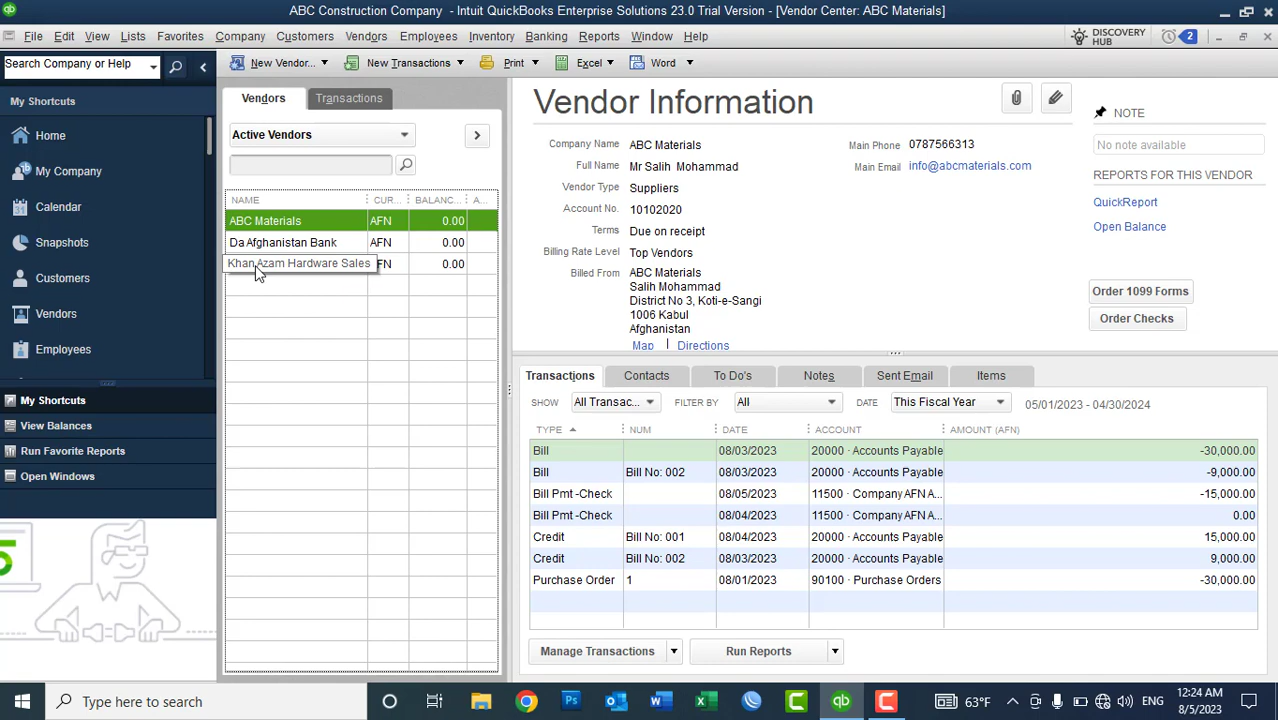 ABC Construction Company - Intuit QuickBooks Enterprise Solutions 23.0 Trial Version - [Vendor Center: ABC Materials]
File Edit View Lists Favorites Company Customers Vendors Employees Inventory Banking Reports Window Help
DISCOVERY HUB
2
Search Company or Help
New Vendor... New Transactions Print Excel Word
My Shortcuts
Home
My Company
Calendar
Snapshots
Customers
Vendors
Employees
My Shortcuts
View Balances
Run Favorite Reports
Open Windows
Vendors Transactions
Active Vendors
NAME CUR... BALANC... A...
ABC Materials AFN 0.00
Da Afghanistan Bank AFN 0.00
Khan Azam Hardware Sales FN 0.00
Vendor Information
Company Name ABC Materials
Full Name Mr Salih Mohammad
Vendor Type Suppliers
Account No. 10102020
Terms Due on receipt
Billing Rate Level Top Vendors
Billed From ABC Materials
Salih Mohammad
District No 3, Koti-e-Sangi
1006 Kabul
Afghanistan
Map | Directions
Main Phone 0787566313
Main Email info@abcmaterials.com
NOTE
No note available
REPORTS FOR THIS VENDOR
QuickReport
Open Balance
Order 1099 Forms
Order Checks
Transactions Contacts To Do's Notes Sent Email Items
SHOW All Transac... FILTER BY All DATE This Fiscal Year 05/01/2023 - 04/30/2024
TYPE NUM DATE ACCOUNT AMOUNT (AFN)
Bill 08/03/2023 20000 · Accounts Payable -30,000.00
Bill Bill No: 002 08/03/2023 20000 · Accounts Payable -9,000.00
Bill Pmt -Check 08/05/2023 11500 · Company AFN A... -15,000.00
Bill Pmt -Check 08/04/2023 11500 · Company AFN A... 0.00
Credit Bill No: 001 08/04/2023 20000 · Accounts Payable 15,000.00
Credit Bill No: 002 08/03/2023 20000 · Accounts Payable 9,000.00
Purchase Order 1 08/01/2023 90100 · Purchase Orders -30,000.00
Manage Transactions Run Reports
Type here to search
63°F
ENG
12:24 AM
8/5/2023